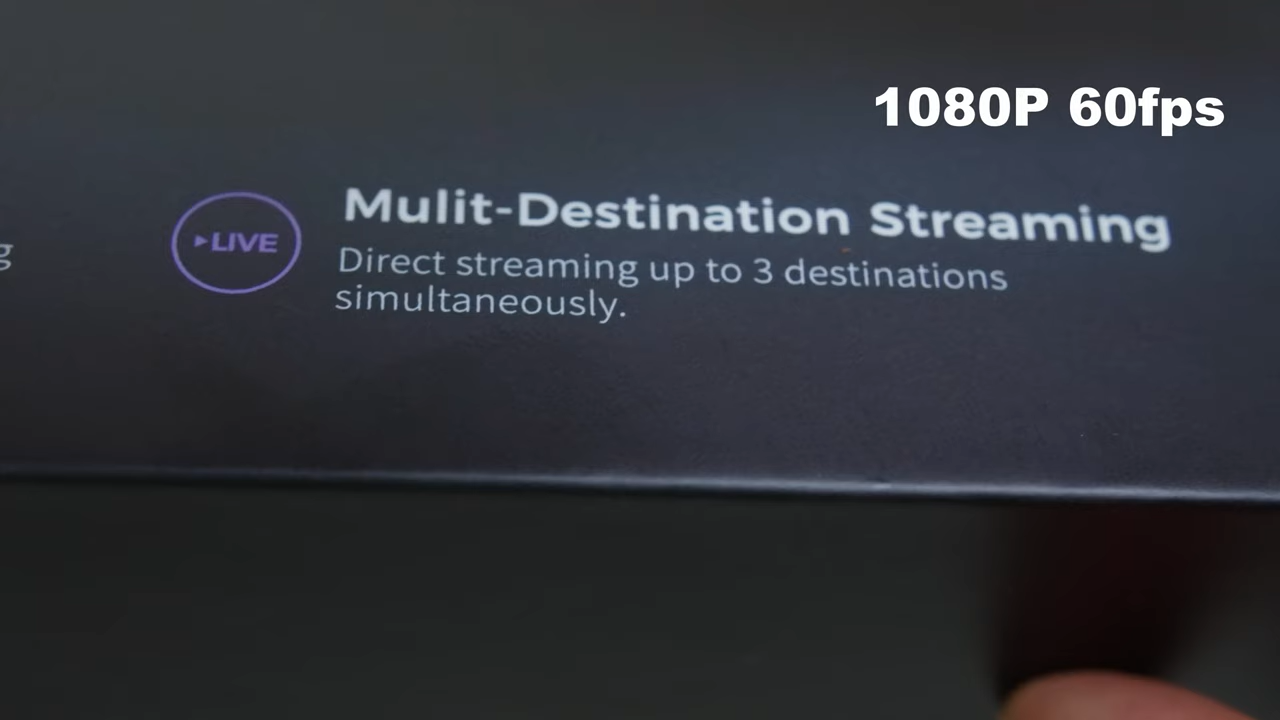 1080P 60fps
g
▸LIVE
Mulit-Destination Streaming
Direct streaming up to 3 destinations
simultaneously.